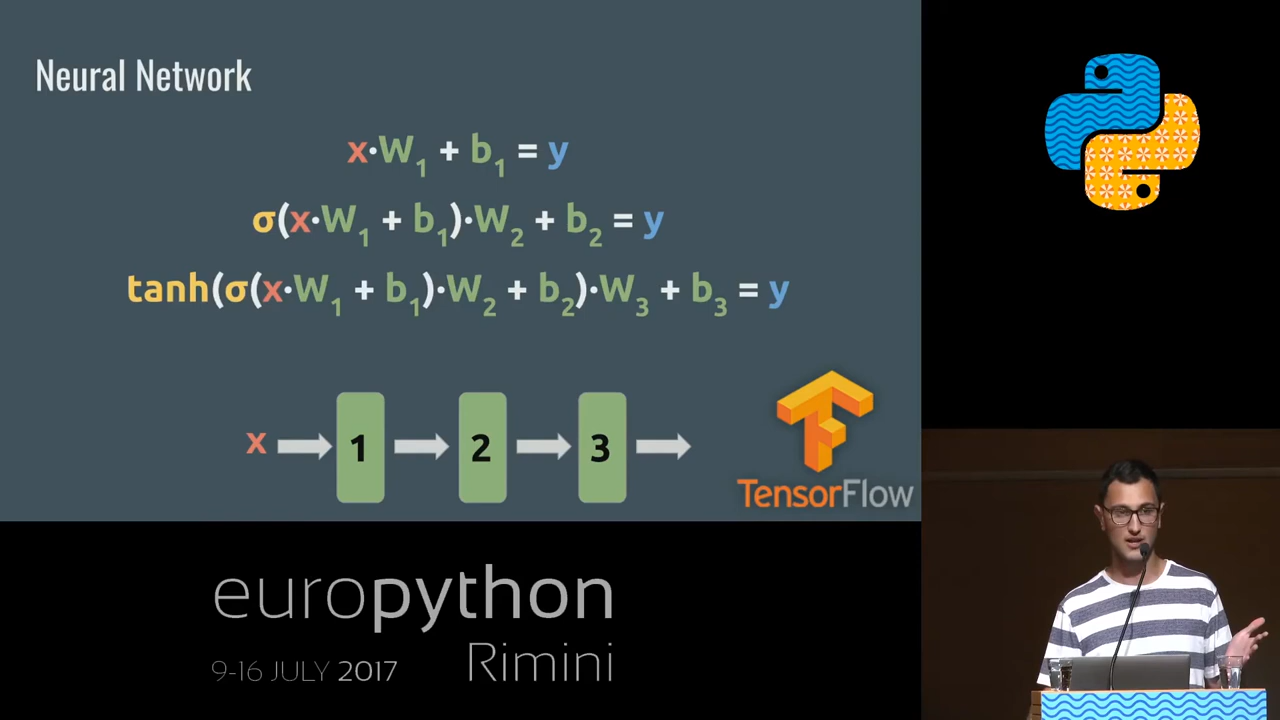 Neural Network
x·W₁ + b₁ = y
σ(x·W₁ + b₁)·W₂ + b₂ = y
tanh(σ(x·W₁ + b₁)·W₂ + b₂)·W₃ + b₃ = y
x 1 2 3
TensorFlow
europython
Rimini
9-16 JULY 2017